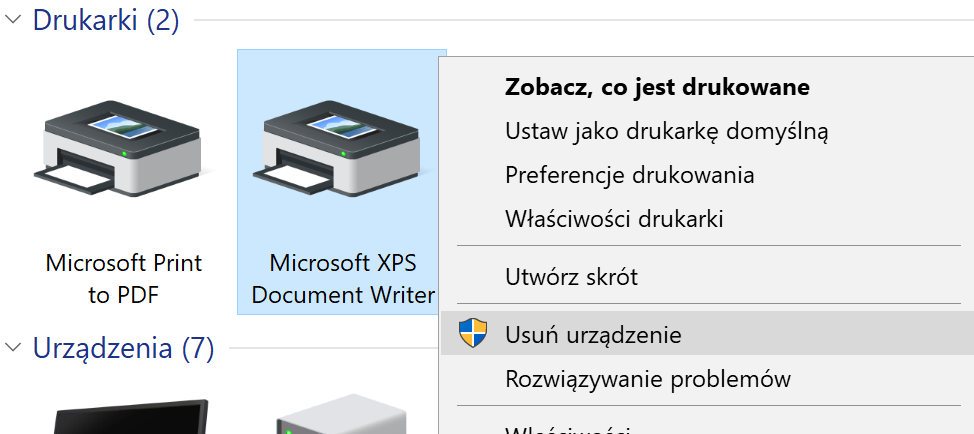 Drukarki (2)
Microsoft Print
to PDF
Microsoft XPS
Document Writer
Zobacz, co jest drukowane
Ustaw jako drukarkę domyślną
Preferencje drukowania
Właściwości drukarki
Utwórz skrót
Usuń urządzenie
Rozwiązywanie problemów
Właściwości
Urządzenia (7)